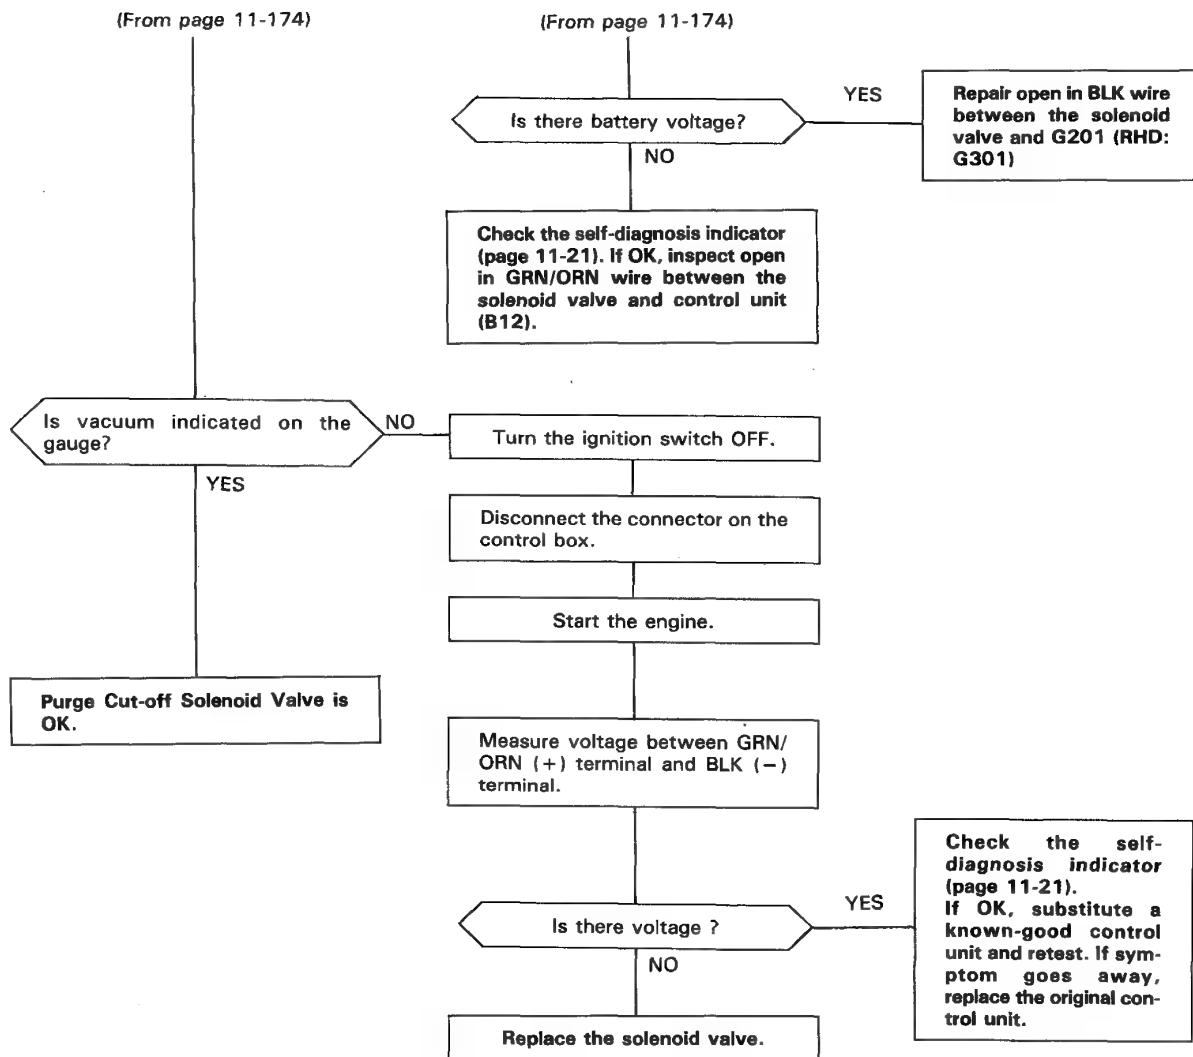 (From page 11-174)
(From page 11-174)
Is there battery voltage?
YES
Repair open in BLK wire
between the solenoid
valve and G201 (RHD:
G301)
NO
Check the self-diagnosis indicator
(page 11-21). If OK, inspect open
in GRN/ORN wire between the
solenoid valve and control unit
(B12).
Is vacuum indicated on the
gauge?
NO
Turn the ignition switch OFF.
YES
Disconnect the connector on the
control box.
Start the engine.
Purge Cut-off Solenoid Valve is
OK.
Measure voltage between GRN/
ORN (+) terminal and BLK (−)
terminal.
Is there voltage ?
YES
Check the self-
diagnosis indicator
(page 11-21).
If OK, substitute a
known-good control
unit and retest. If sym-
ptom goes away,
replace the original con-
trol unit.
NO
Replace the solenoid valve.